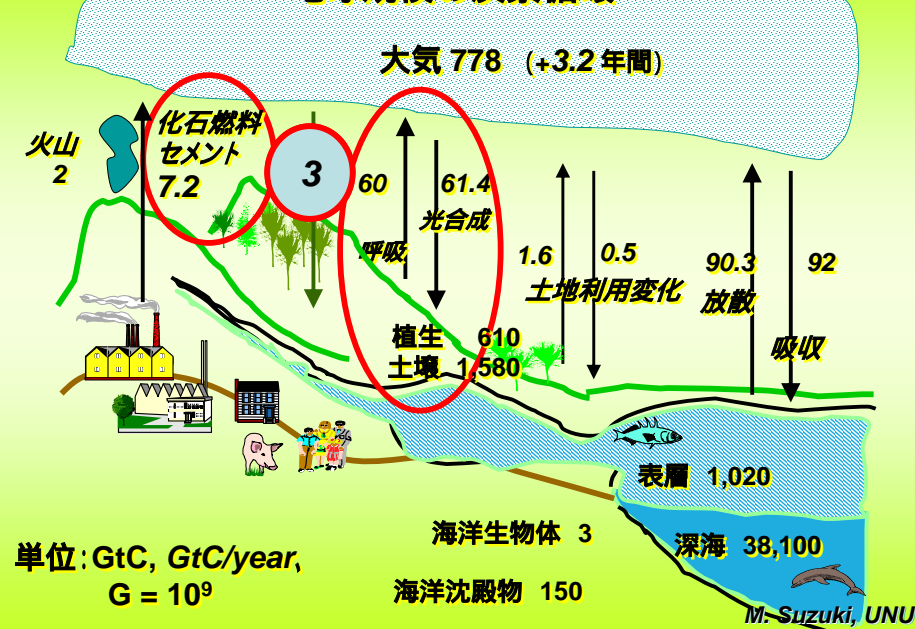 大気 778 (+3.2 年間)
火山
2
化石燃料
セメント
7.2
3
60
呼吸
61.4
光合成
1.6
0.5
土地利用変化
90.3
放散
92
吸収
植生 610
土壌 1,580
表層 1,020
深海 38,100
海洋生物体 3
海洋沈殿物 150
単位:GtC, GtC/year,
G = 10⁹
M. Suzuki, UNU